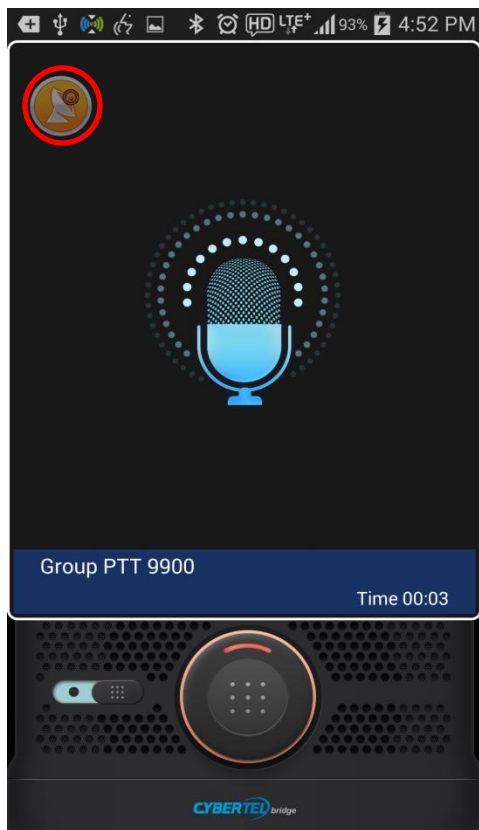 HD LTE+ 93% 4:52 PM
Group PTT 9900
Time 00:03
CYBERTEL bridge